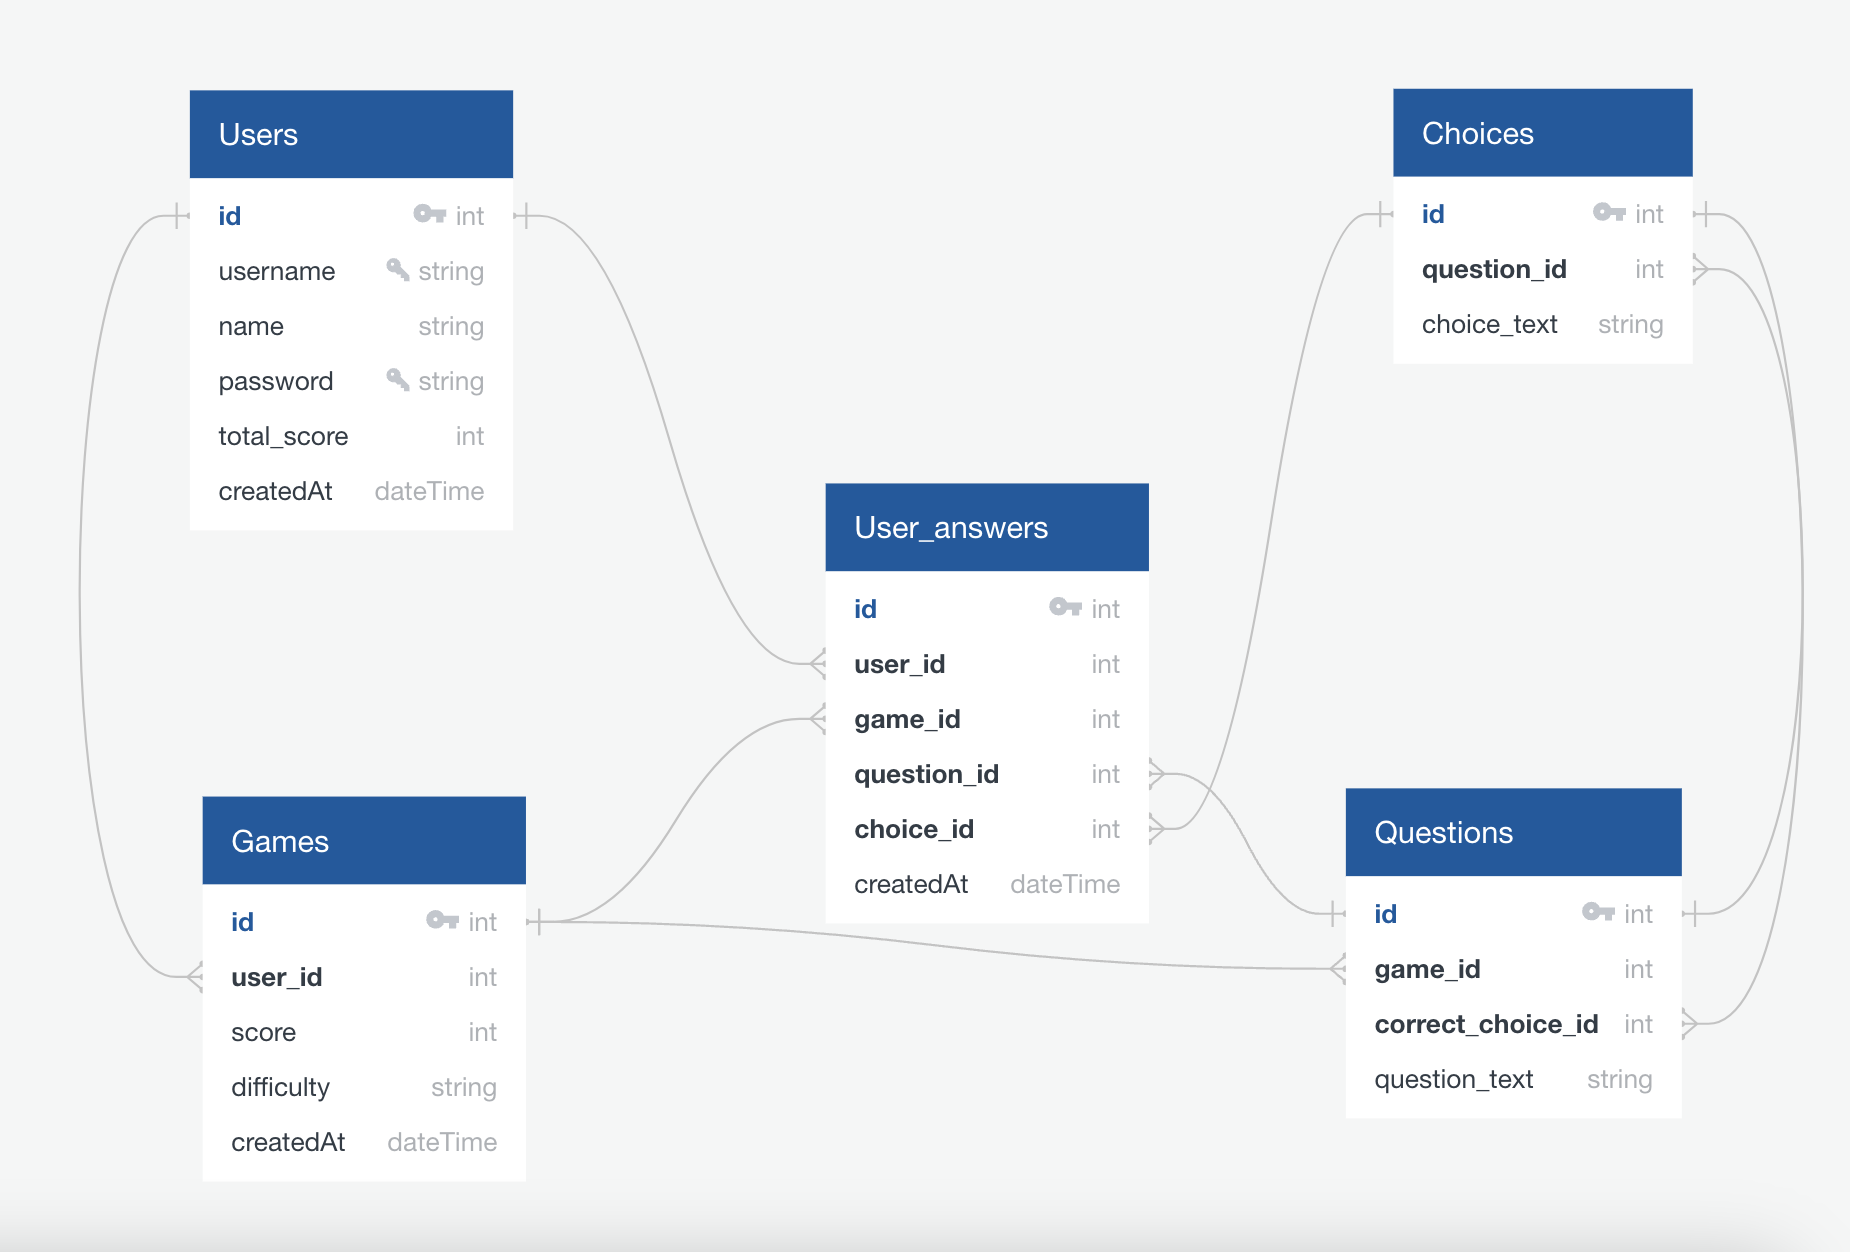 Users
id int
username string
name string
password string
total_score int
createdAt dateTime
Choices
id int
question_id int
choice_text string
User_answers
id int
user_id int
game_id int
question_id int
choice_id int
createdAt dateTime
Games
id int
user_id int
score int
difficulty string
createdAt dateTime
Questions
id int
game_id int
correct_choice_id int
question_text string